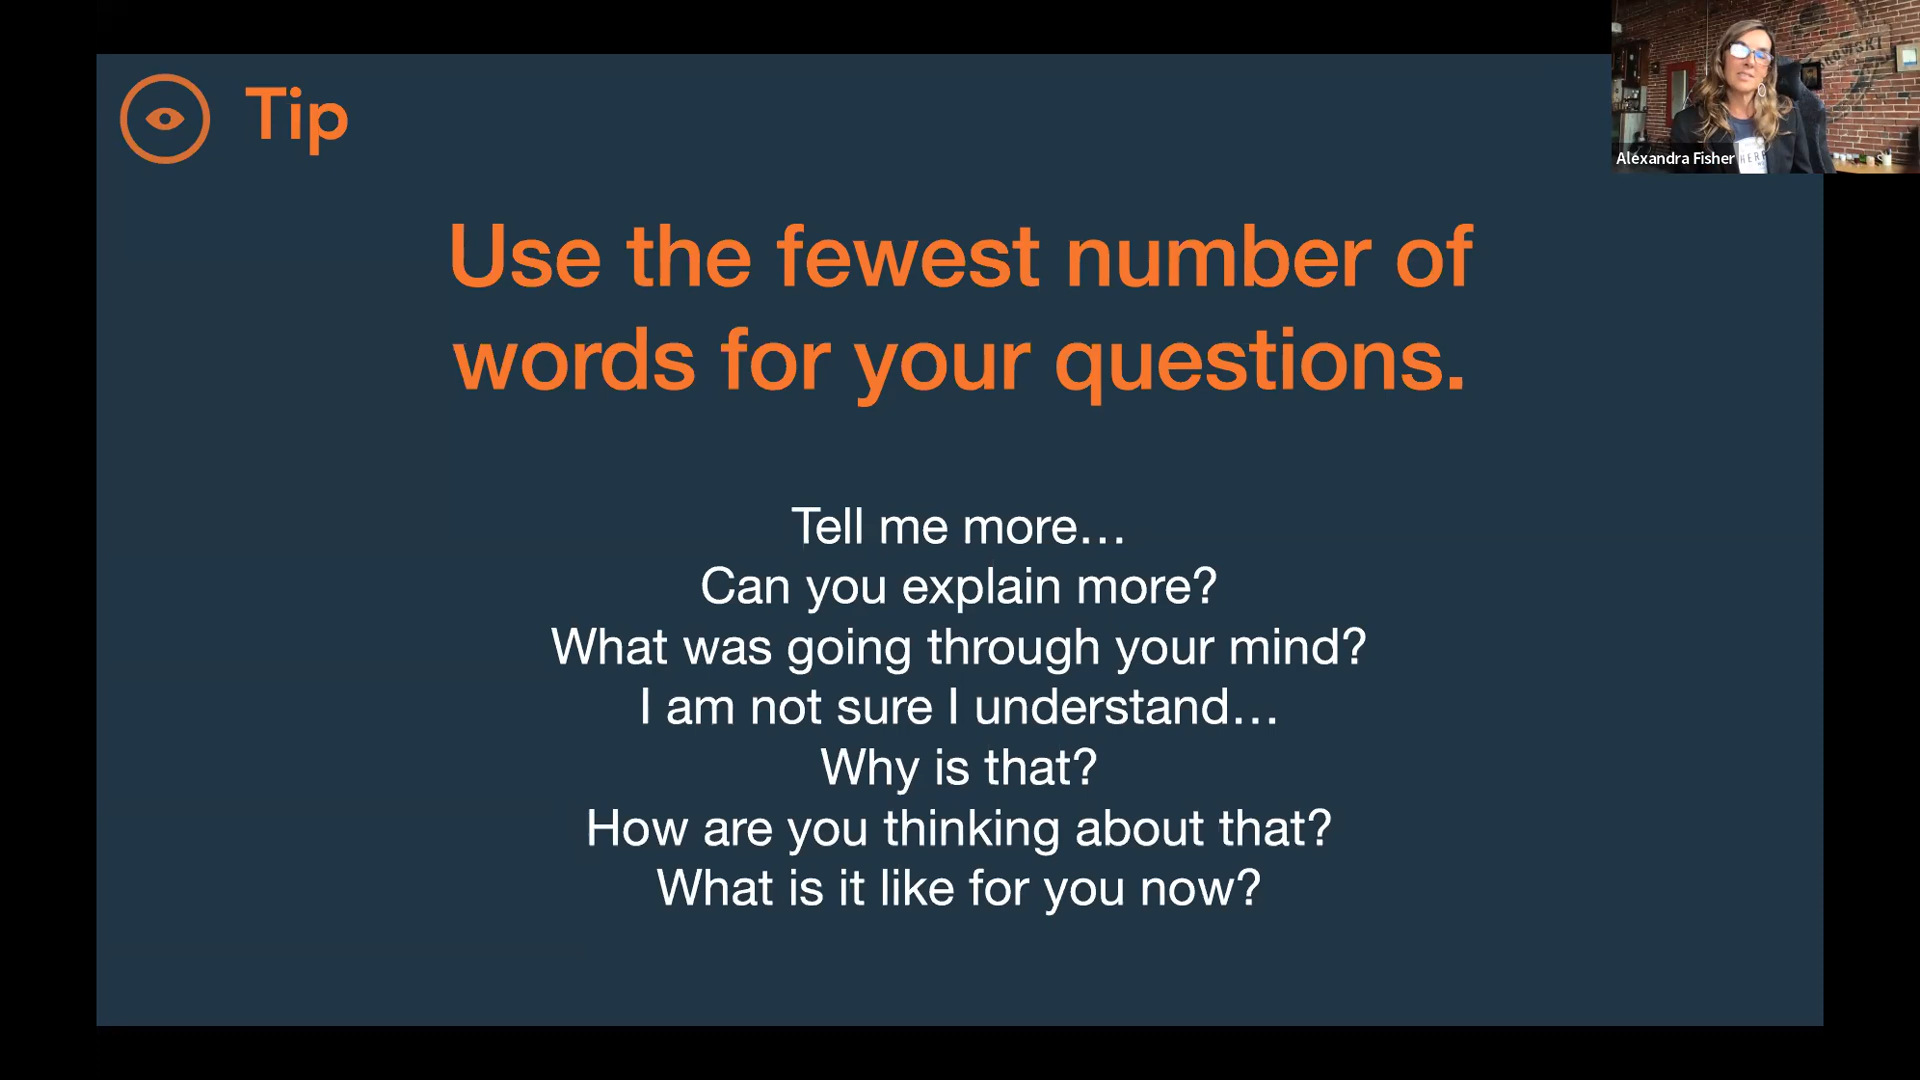 Tip
Use the fewest number of
words for your questions.
Tell me more…
Can you explain more?
What was going through your mind?
I am not sure I understand…
Why is that?
How are you thinking about that?
What is it like for you now?
Alexandra Fisher